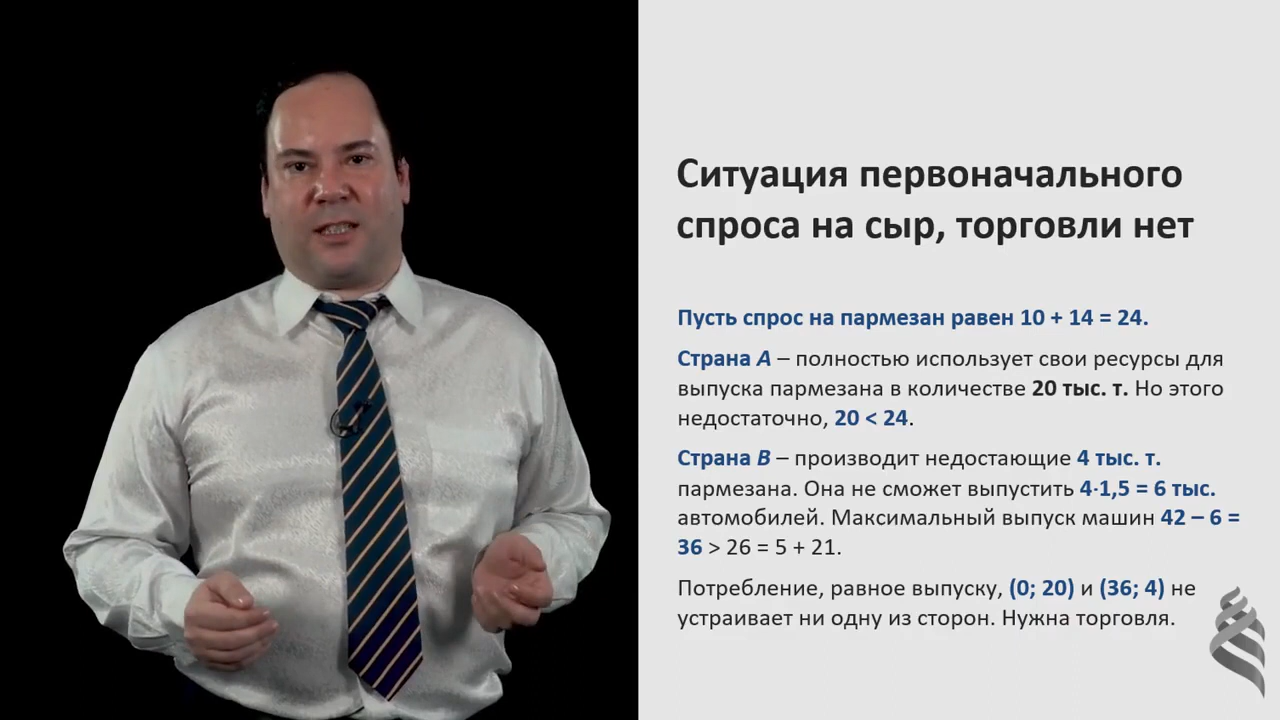 Ситуация первоначального
спроса на сыр, торговли нет
Пусть спрос на пармезан равен 10 + 14 = 24.
Страна A – полностью использует свои ресурсы для
выпуска пармезана в количестве 20 тыс. т. Но этого
недостаточно, 20 < 24.
Страна B – производит недостающие 4 тыс. т.
пармезана. Она не сможет выпустить 4·1,5 = 6 тыс.
автомобилей. Максимальный выпуск машин 42 – 6 =
36 > 26 = 5 + 21.
Потребление, равное выпуску, (0; 20) и (36; 4) не
устраивает ни одну из сторон. Нужна торговля.